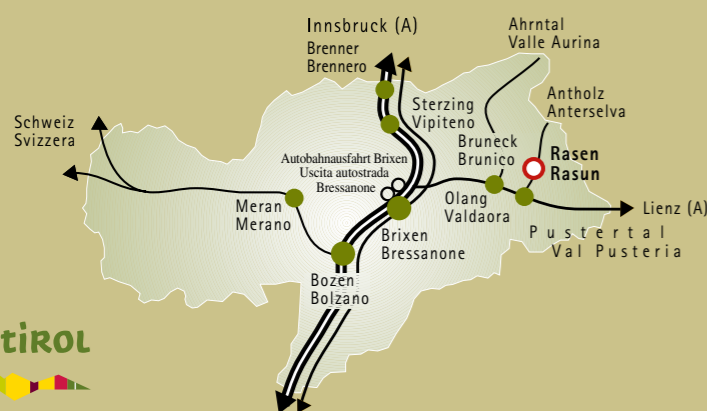 Innsbruck (A)
Brenner
Brennero
Ahrntal
Valle Aurina
Sterzing
Vipiteno
Antholz
Anterselva
Schweiz
Svizzera
Bruneck
Brunico
Rasen
Rasun
Autobahnausfahrt Brixen
Uscita autostrada
Bressanone
Meran
Merano
Olang
Valdaora
Lienz (A)
Brixen
Bressanone
Pustertal
Val Pusteria
Bozen
Bolzano
tiROL